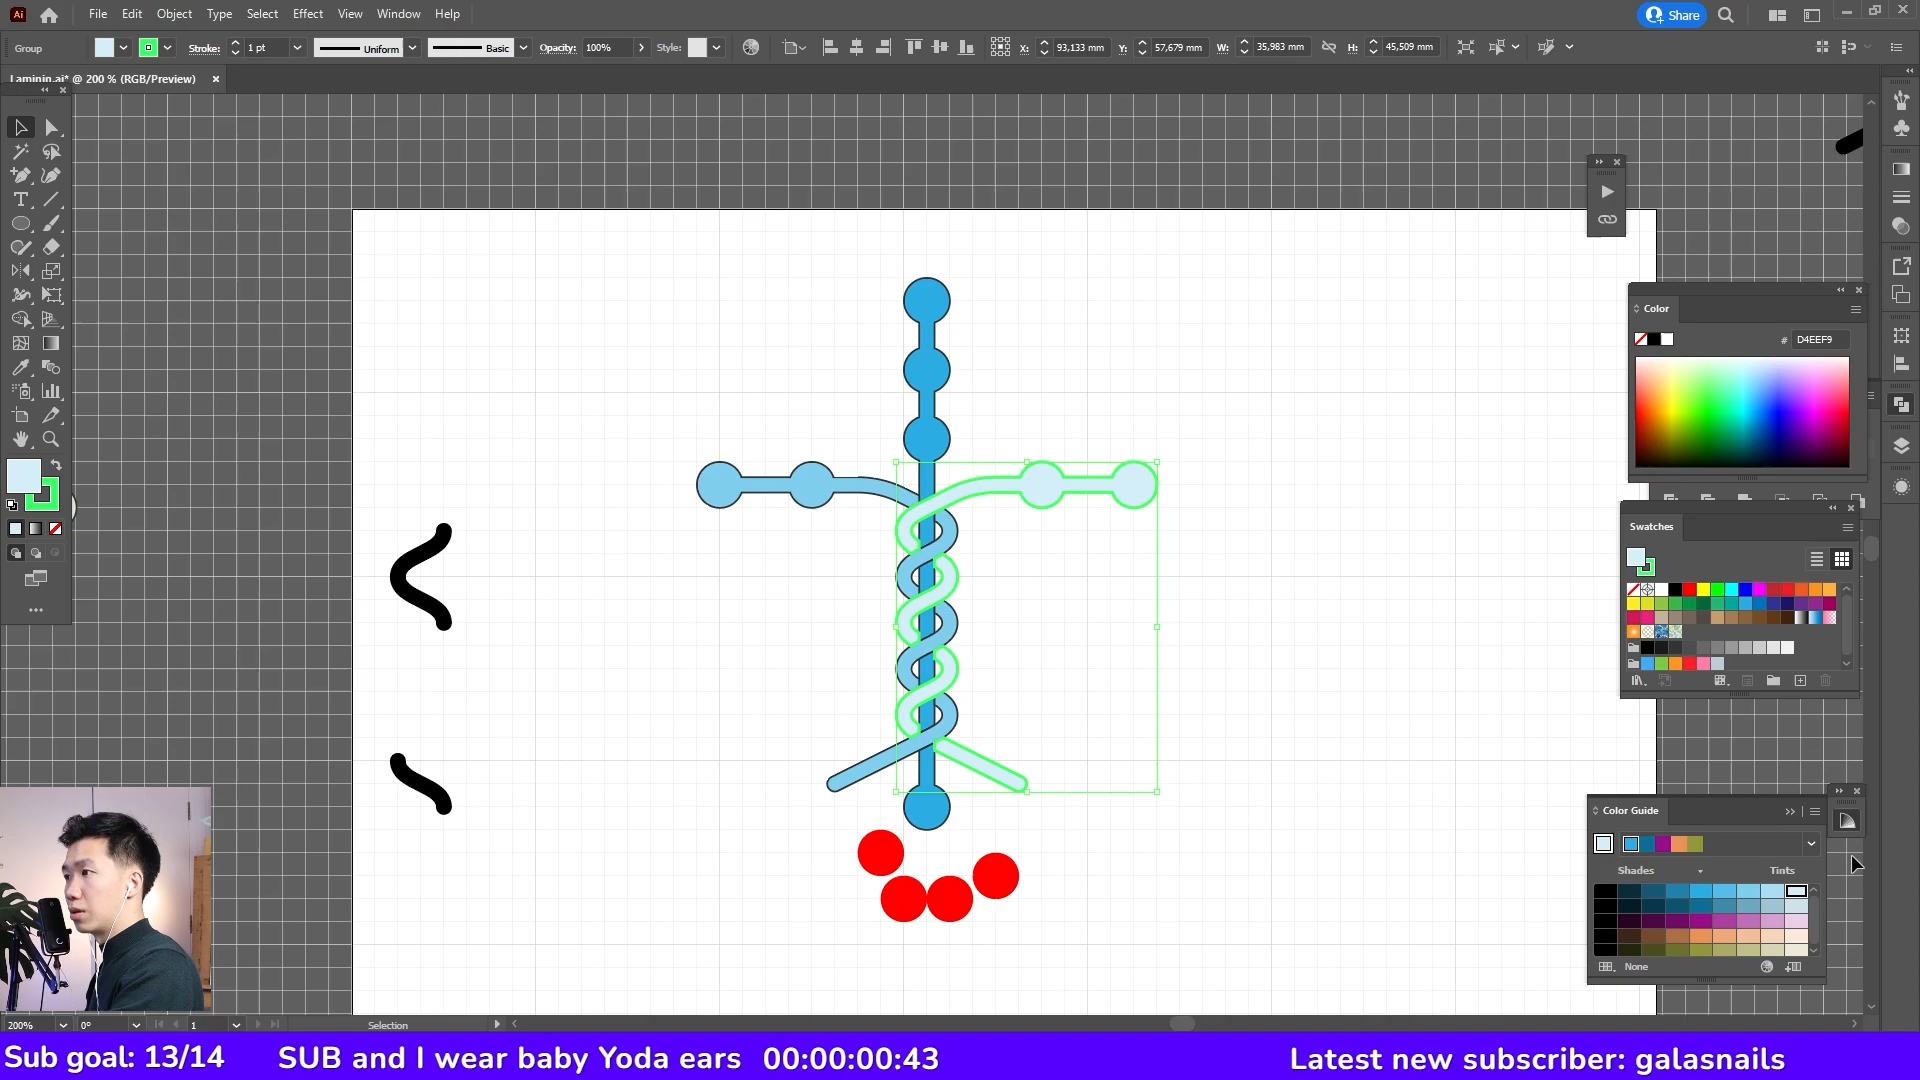 Ai File Edit Object Type Select Effect View Window Help Share
Group Stroke: 1 pt Uniform Basic Opacity: 100% Style: X: 93,133 mm Y: 57,679 mm W: 35,983 mm H: 45,509 mm
Laminin.ai* @ 200 % (RGB/Preview)
Color
# D4EEF9
Swatches
Color Guide
Shades Tints
None
200% 0° 1 Selection
Sub goal: 13/14 SUB and I wear baby Yoda ears 00:00:00:43 Latest new subscriber: galasnails